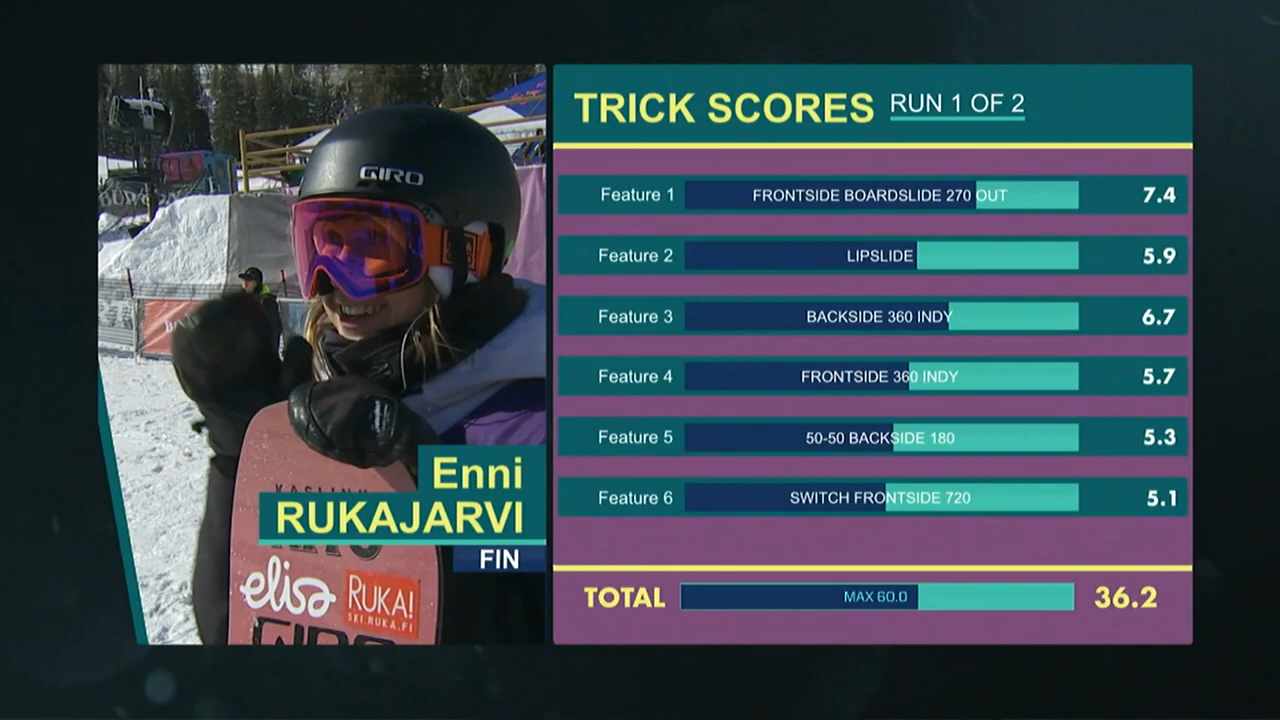 TRICK SCORES RUN 1 OF 2
Feature 1 FRONTSIDE BOARDSLIDE 270 OUT 7.4
Feature 2 LIPSLIDE 5.9
Feature 3 BACKSIDE 360 INDY 6.7
Feature 4 FRONTSIDE 360 INDY 5.7
Feature 5 50-50 BACKSIDE 180 5.3
Feature 6 SWITCH FRONTSIDE 720 5.1
TOTAL MAX 60.0 36.2
GIRO
Enni
RUKAJARVI
FIN
elisa
RUKA!
SKI.RUKA.FI
GIRO